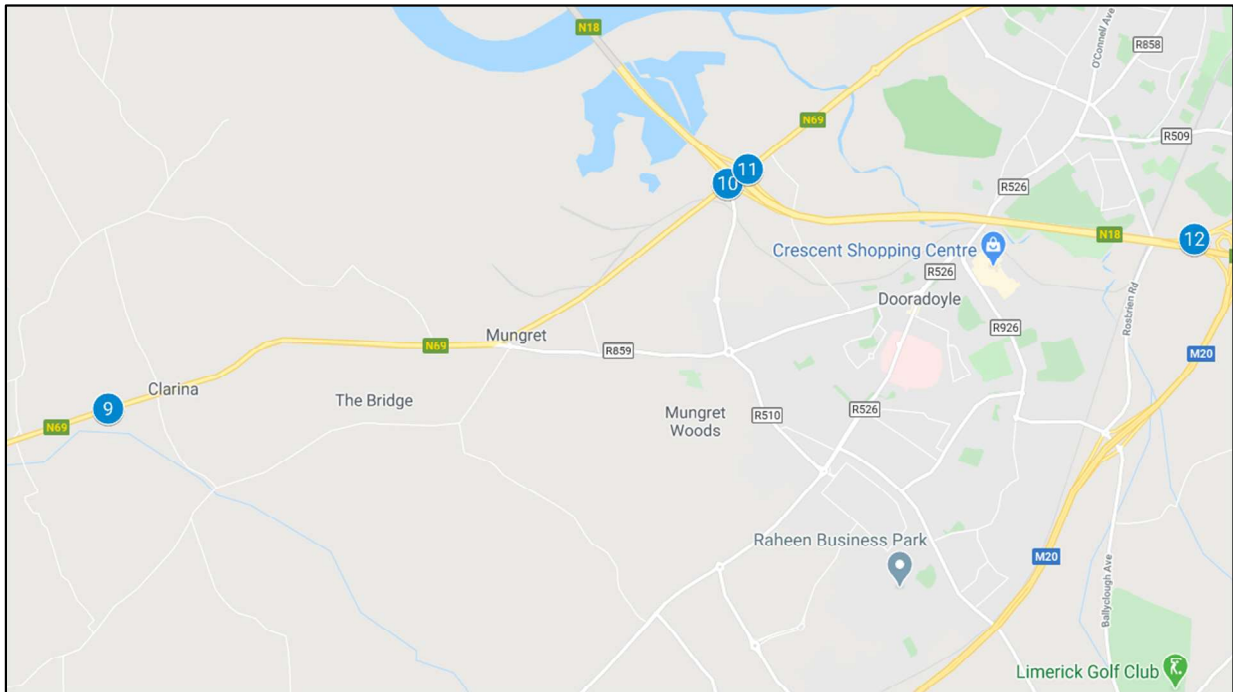 N18
O'Connell Ave
R858
N69
R509
11
10
R526
12
N18
Crescent Shopping Centre
R526
Dooradoyle
Rosbrien Rd
R926
Mungret
N69
R859
M20
Clarina
The Bridge
9
Mungret
Woods
R510
R526
N69
Raheen Business Park
M20
Ballyclough Ave
Limerick Golf Club